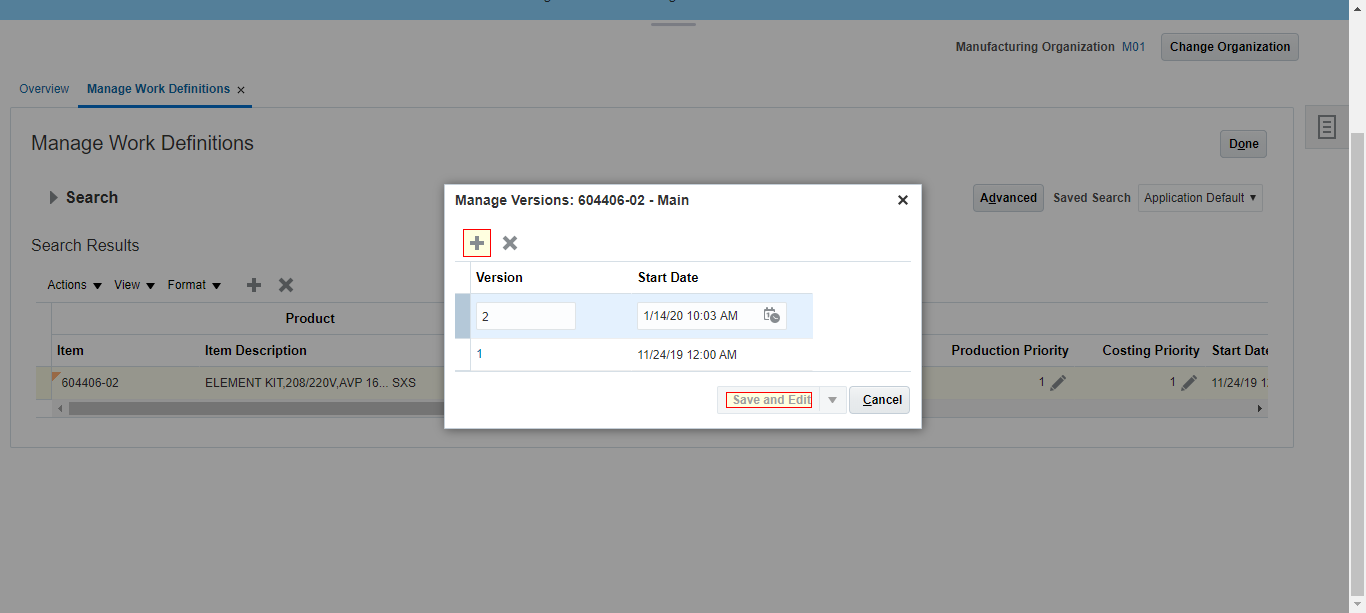 Manufacturing Organization M01 Change Organization
Overview Manage Work Definitions ×
Manage Work Definitions
Done
Search
Advanced Saved Search Application Default
Search Results
Actions View Format
Product
Item Item Description Production Priority Costing Priority Start Date
604406-02 ELEMENT KIT,208/220V,AVP 16... SXS 1 1 11/24/19 1
Manage Versions: 604406-02 - Main
Version Start Date
2 1/14/20 10:03 AM
1 11/24/19 12:00 AM
Save and Edit Cancel